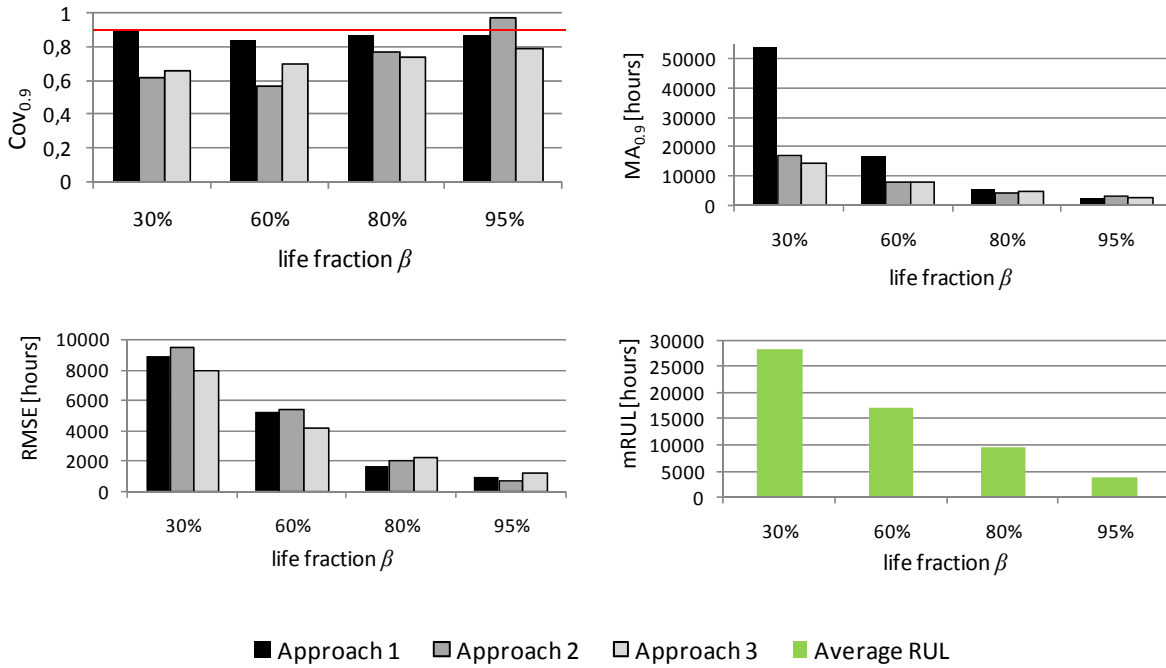 1
0,8
0,6
0,4
0,2
0
Cov0.9
30% 60% 80% 95%
life fraction β
50000
40000
30000
20000
10000
0
MA0.9 [hours]
30% 60% 80% 95%
life fraction β
10000
8000
6000
4000
2000
0
RMSE [hours]
30% 60% 80% 95%
life fraction β
30000
25000
20000
15000
10000
5000
0
mRUL [hours]
30% 60% 80% 95%
life fraction β
Approach 1 Approach 2 Approach 3 Average RUL